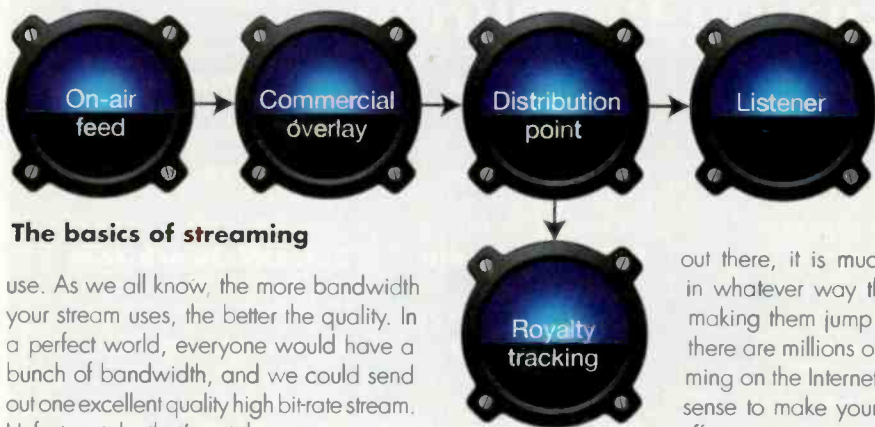 On-air
feed
Commercial
overlay
Distribution
point
Listener
Royalty
tracking
The basics of streaming
use. As we all know, the more bandwidth
your stream uses, the better the quality. In
a perfect world, everyone would have a
bunch of bandwidth, and we could send
out one excellent quality high bit-rate stream.
out there, it is muc
in whatever way th
making them jump
there are millions o
ming on the Internet
sense to make your